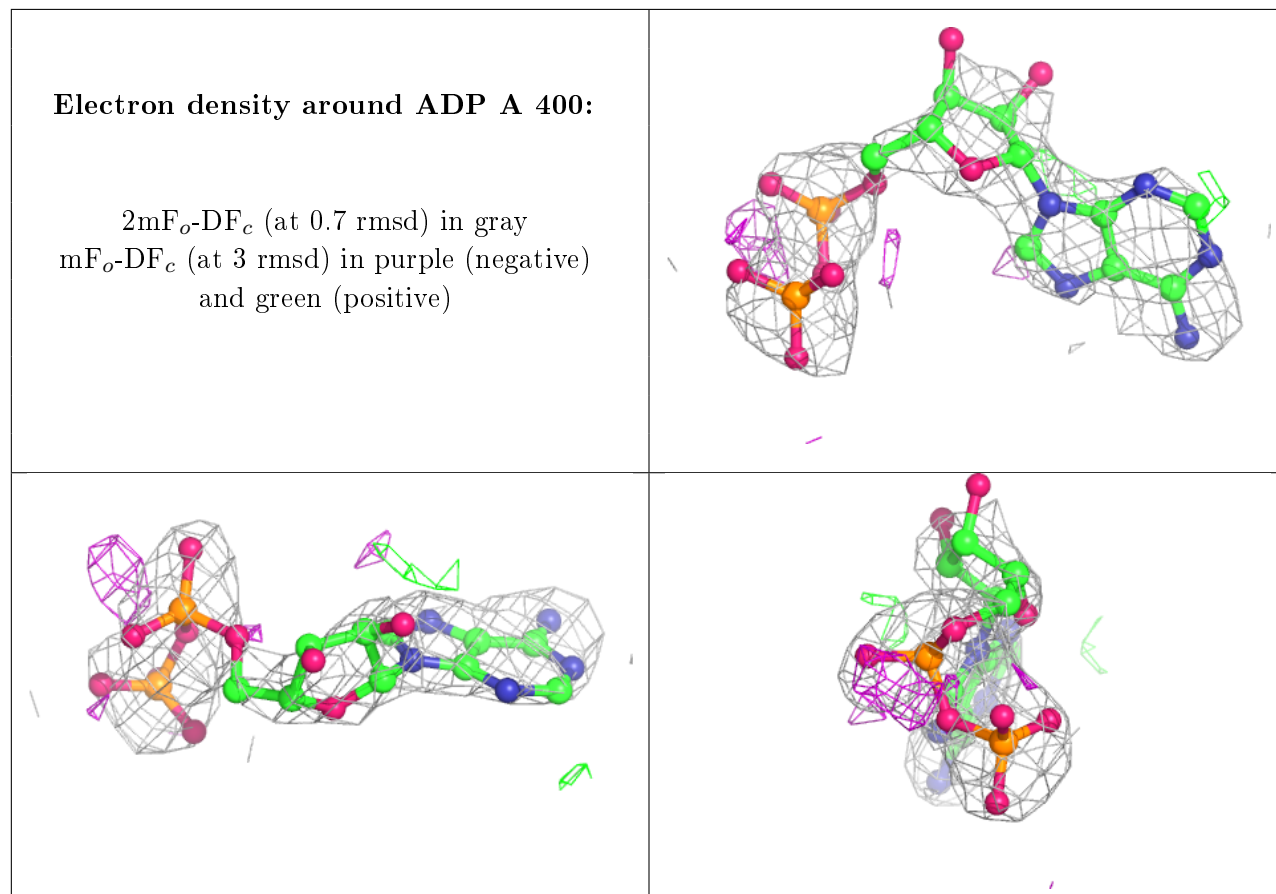 Electron density around ADP A 400:
2mFo-DFc (at 0.7 rmsd) in gray
mFo-DFc (at 3 rmsd) in purple (negative)
and green (positive)